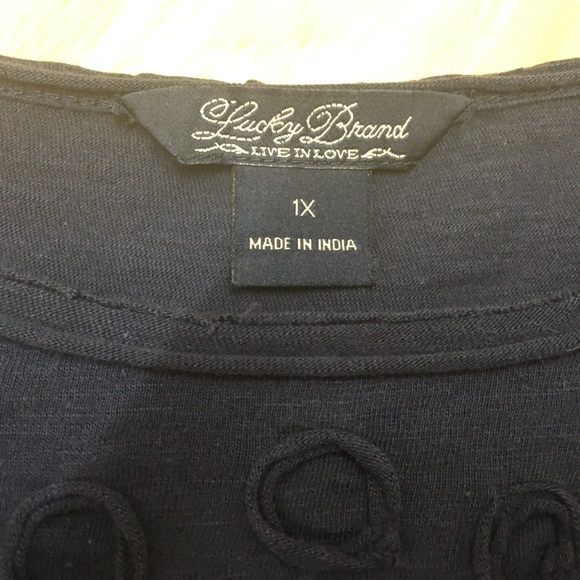 Lucky Brand
LIVE IN LOVE
1X
MADE IN INDIA